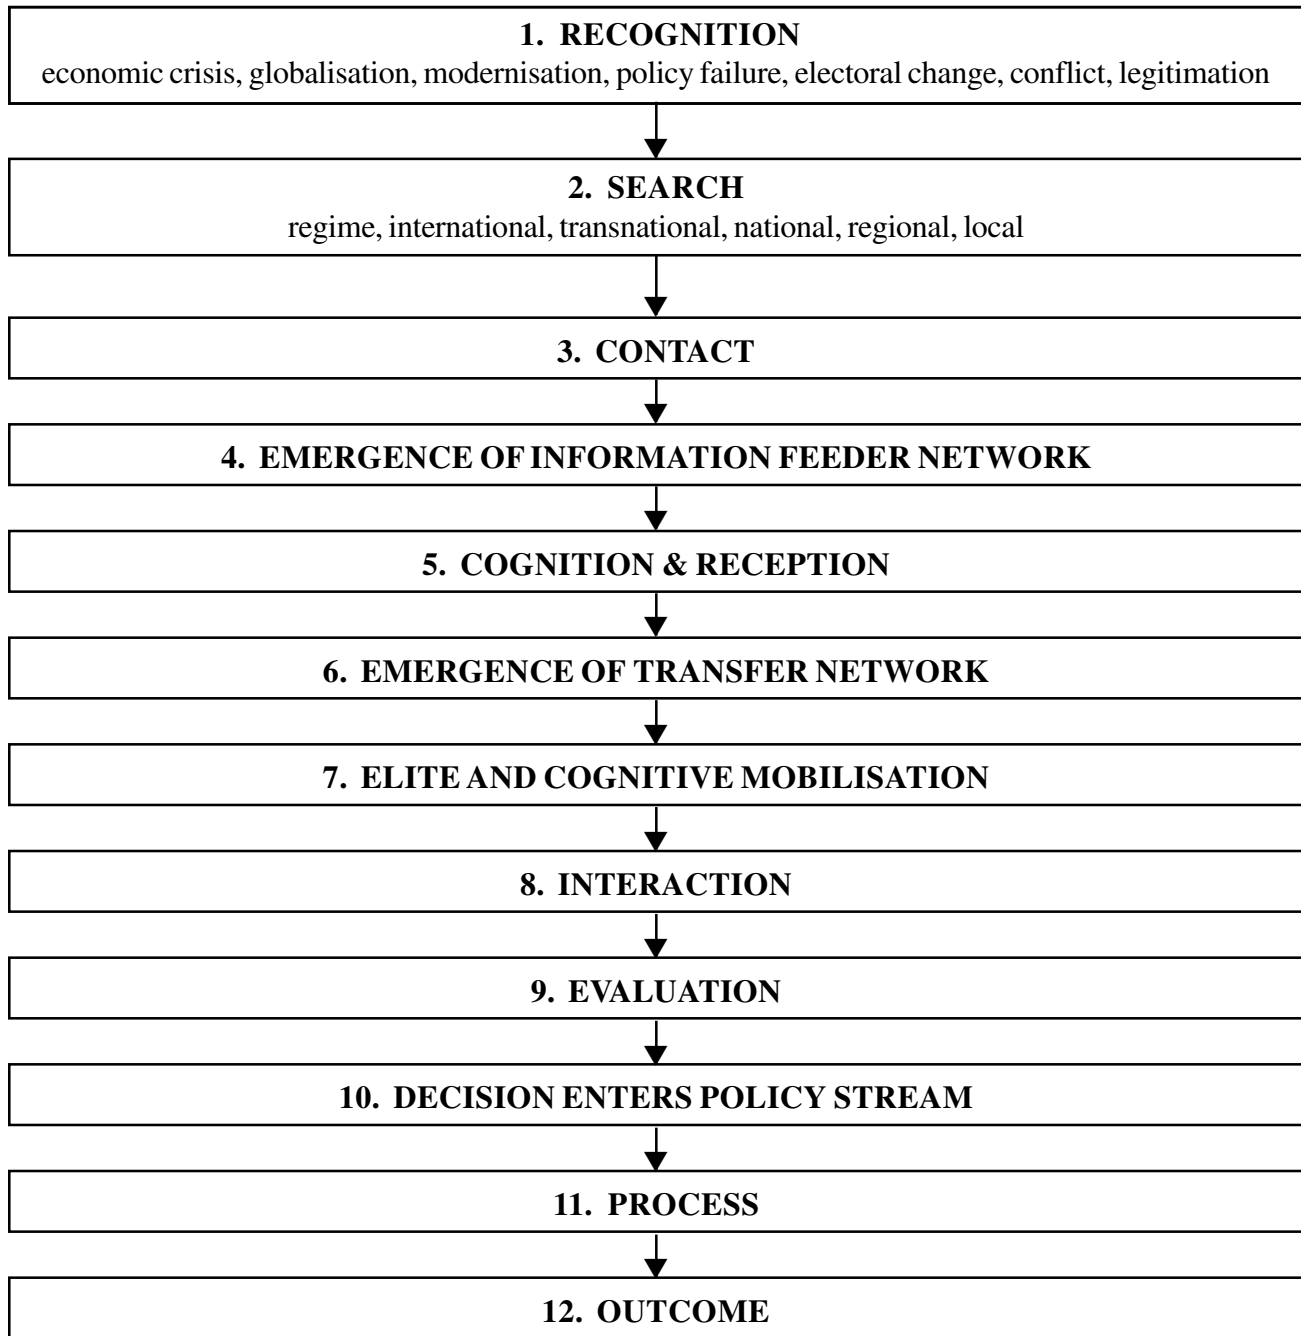 1. RECOGNITION
economic crisis, globalisation, modernisation, policy failure, electoral change, conflict, legitimation
2. SEARCH
regime, international, transnational, national, regional, local
3. CONTACT
4. EMERGENCE OF INFORMATION FEEDER NETWORK
5. COGNITION & RECEPTION
6. EMERGENCE OF TRANSFER NETWORK
7. ELITE AND COGNITIVE MOBILISATION
8. INTERACTION
9. EVALUATION
10. DECISION ENTERS POLICY STREAM
11. PROCESS
12. OUTCOME